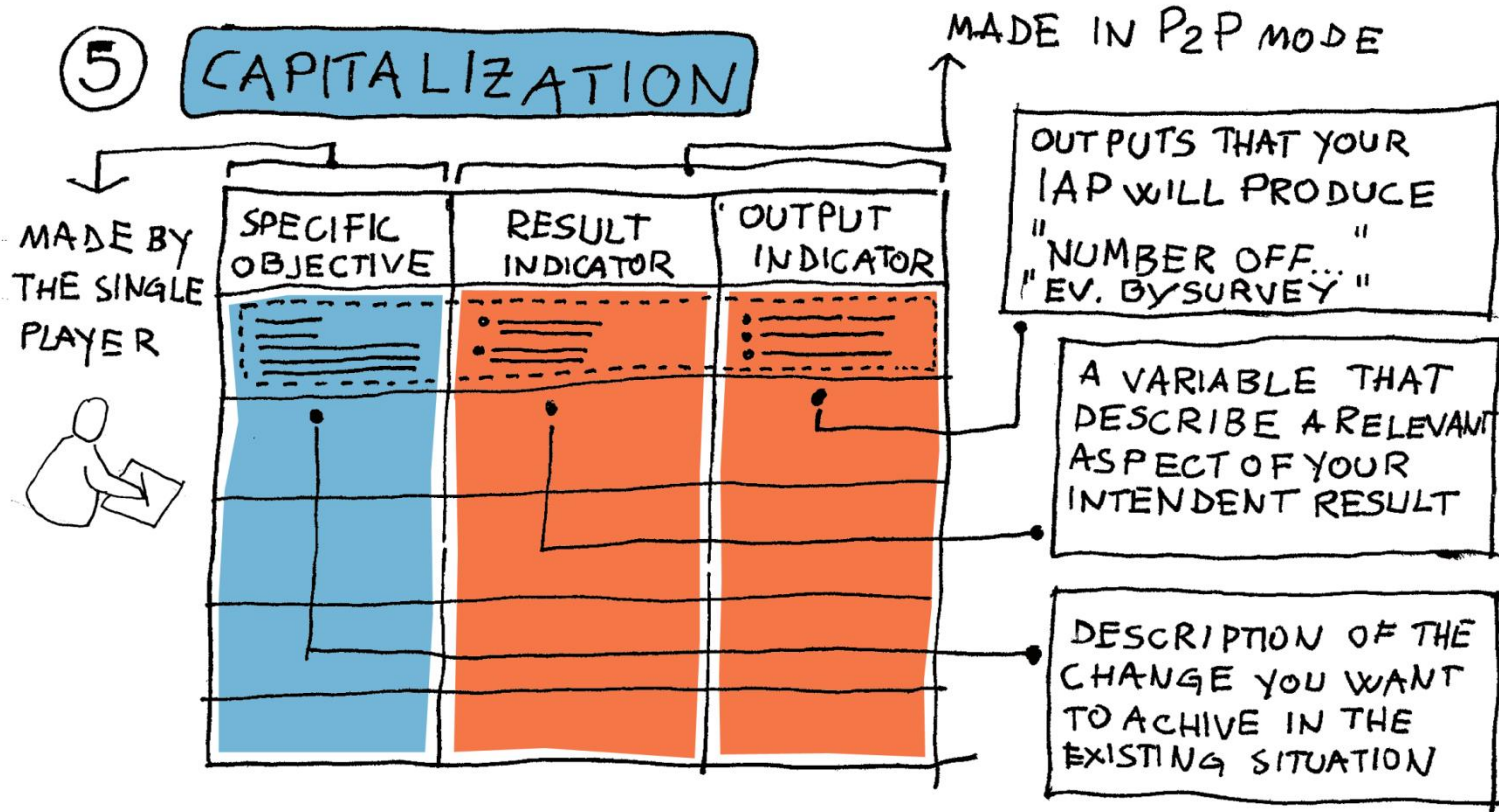 5 CAPITALIZATION
MADE IN P2P MODE
MADE BY
THE SINGLE
PLAYER
SPECIFIC
OBJECTIVE
RESULT
INDICATOR
OUTPUT
INDICATOR
OUTPUTS THAT YOUR
IAP WILL PRODUCE
"NUMBER OFF..."
"EV. BY SURVEY"
A VARIABLE THAT
DESCRIBE A RELEVANT
ASPECT OF YOUR
INTENDENT RESULT
DESCRIPTION OF THE
CHANGE YOU WANT
TO ACHIVE IN THE
EXISTING SITUATION